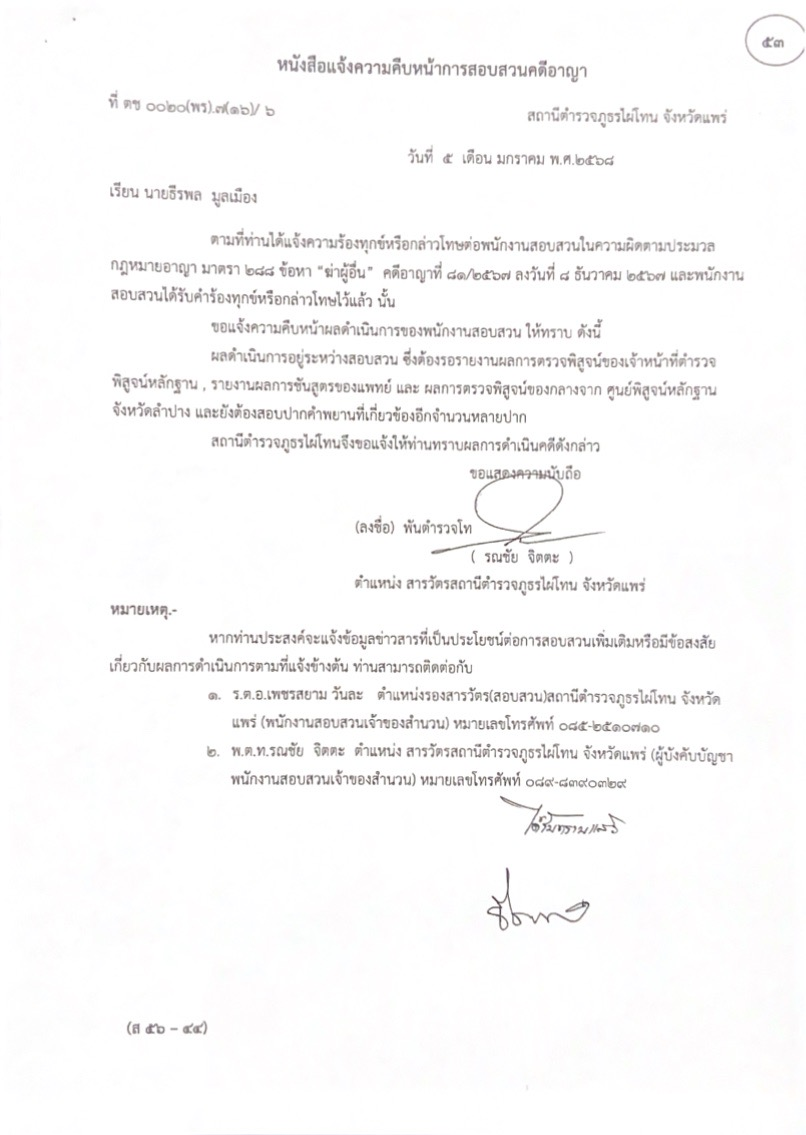 ๕๓
หนังสือแจ้งความคืบหน้าการสอบสวนคดีอาญา
ที่ ตช ๐๐๒๐(พร).๗(๑๖)/ ๖
สถานีตำรวจภูธรไผ่โทน จังหวัดแพร่
วันที่ ๕ เดือน มกราคม พ.ศ.๒๕๖๘
เรียน นายธีรพล มูลเมือง
ตามที่ท่านได้แจ้งความร้องทุกข์หรือกล่าวโทษต่อพนักงานสอบสวนในความผิดตามประมวล
กฎหมายอาญา มาตรา ๒๘๘ ข้อหา “ฆ่าผู้อื่น” คดีอาญาที่ ๘๑/๒๕๖๗ ลงวันที่ ๘ ธันวาคม ๒๕๖๗ และพนักงาน
สอบสวนได้รับคำร้องทุกข์หรือกล่าวโทษไว้แล้ว นั้น
ขอแจ้งความคืบหน้าผลดำเนินการของพนักงานสอบสวน ให้ทราบ ดังนี้
ผลดำเนินการอยู่ระหว่างสอบสวน ซึ่งต้องรอรายงานผลการตรวจพิสูจน์ของเจ้าหน้าที่ตำรวจ
พิสูจน์หลักฐาน , รายงานผลการชันสูตรของแพทย์ และ ผลการตรวจพิสูจน์ของกลางจาก ศูนย์พิสูจน์หลักฐาน
จังหวัดลำปาง และยังต้องสอบปากคำพยานที่เกี่ยวข้องอีกจำนวนหลายปาก
สถานีตำรวจภูธรไผ่โทนจึงขอแจ้งให้ท่านทราบผลการดำเนินคดีดังกล่าว
ขอแสดงความนับถือ
(ลงชื่อ) พันตำรวจโท
( รณชัย จิตตะ )
ตำแหน่ง สารวัตรสถานีตำรวจภูธรไผ่โทน จังหวัดแพร่
หมายเหตุ.-
หากท่านประสงค์จะแจ้งข้อมูลข่าวสารที่เป็นประโยชน์ต่อการสอบสวนเพิ่มเติมหรือมีข้อสงสัย
เกี่ยวกับผลการดำเนินการตามที่แจ้งข้างต้น ท่านสามารถติดต่อกับ
๑. ร.ต.อ.เพชรสยาม วันละ ตำแหน่งรองสารวัตร(สอบสวน)สถานีตำรวจภูธรไผ่โทน จังหวัด
แพร่ (พนักงานสอบสวนเจ้าของสำนวน) หมายเลขโทรศัพท์ ๐๘๕-๒๕๑๐๗๑๐
๒. พ.ต.ท.รณชัย จิตตะ ตำแหน่ง สารวัตรสถานีตำรวจภูธรไผ่โทน จังหวัดแพร่ (ผู้บังคับบัญชา
พนักงานสอบสวนเจ้าของสำนวน) หมายเลขโทรศัพท์ ๐๘๙-๘๓๙๐๓๒๙
ได้รับทราบแล้ว
(ส ๕๖ – ๔๔)